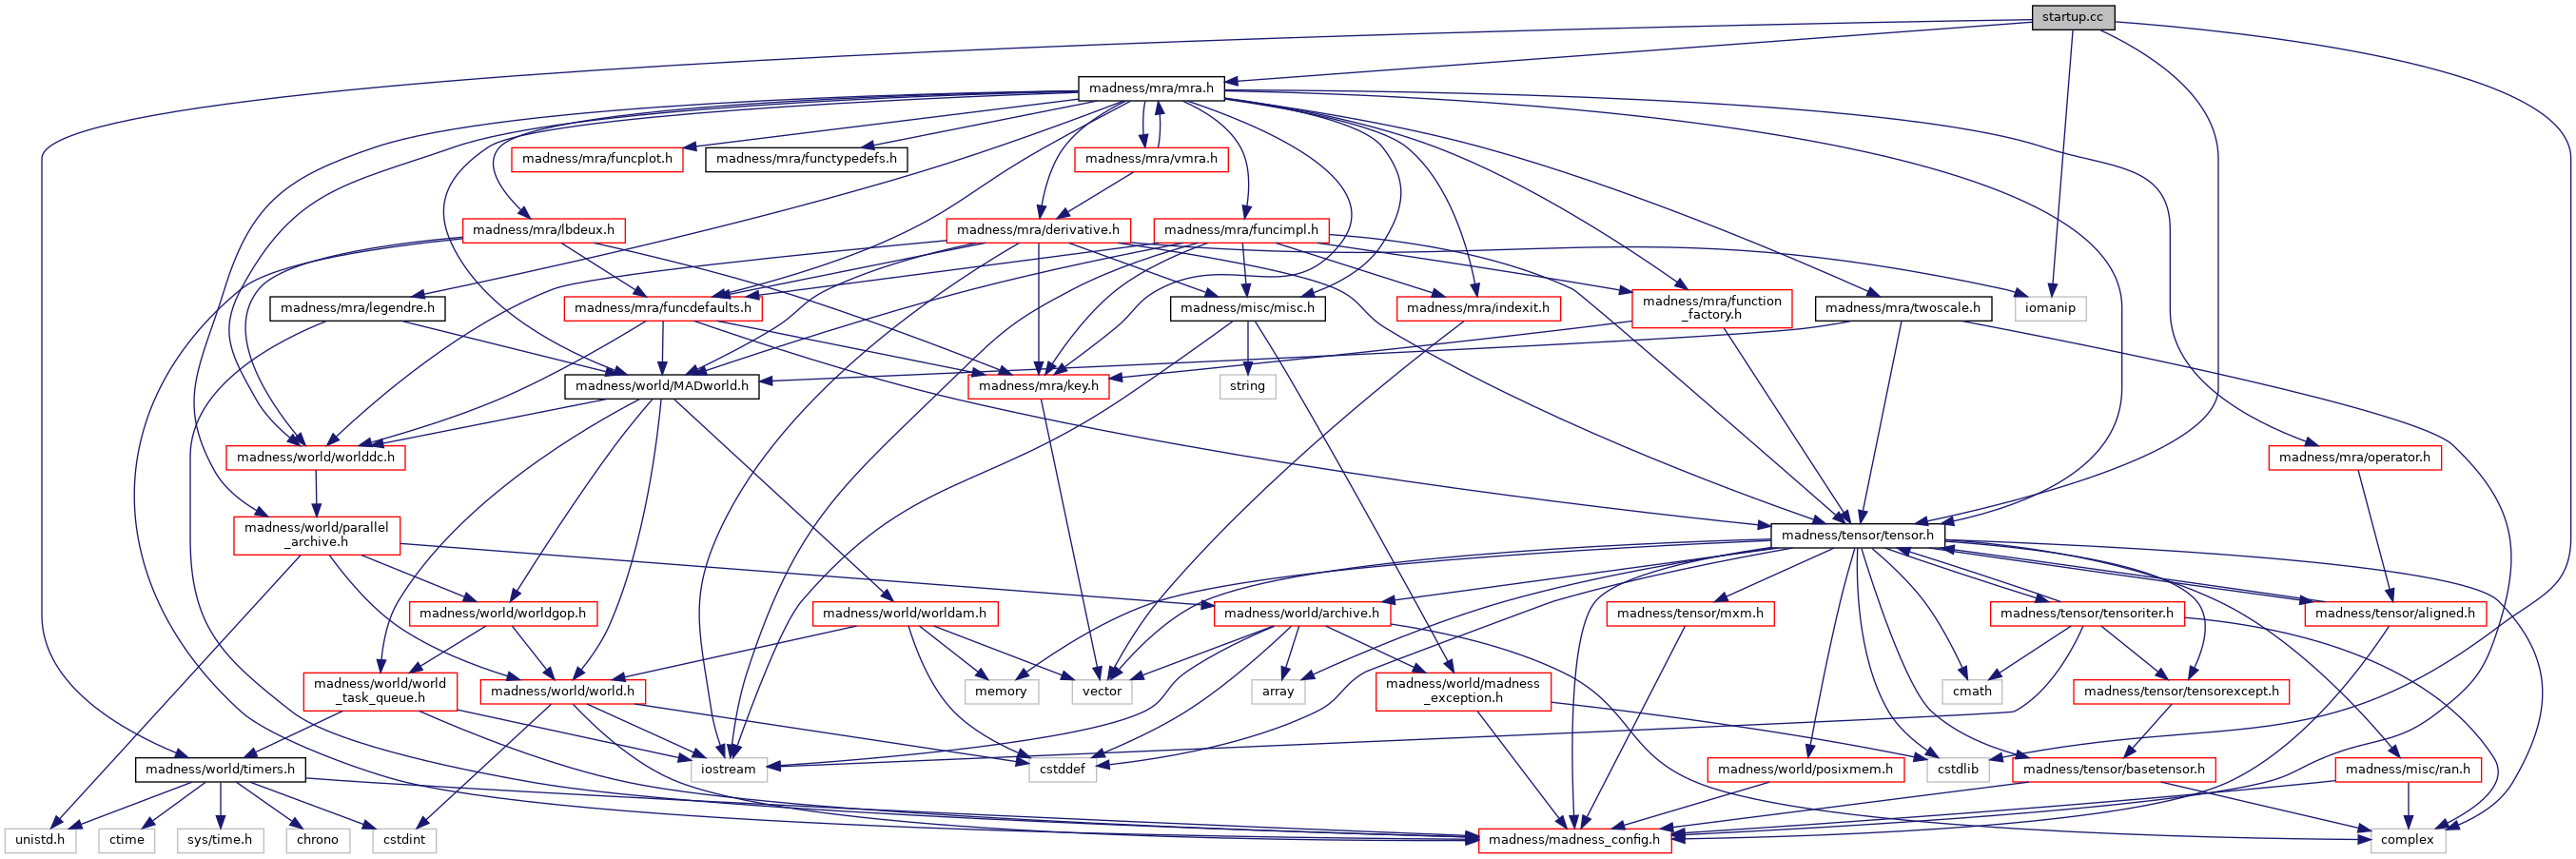 startup.cc
madness/mra/mra.h
madness/mra/funcplot.h
madness/mra/functypedefs.h
madness/mra/vmra.h
madness/mra/lbdeux.h
madness/mra/derivative.h
madness/mra/funcimpl.h
madness/mra/legendre.h
madness/mra/funcdefaults.h
madness/misc/misc.h
madness/mra/indexit.h
madness/mra/function
_factory.h
madness/mra/twoscale.h
iomanip
madness/world/MADworld.h
madness/mra/key.h
string
madness/world/worlddc.h
madness/mra/operator.h
madness/world/parallel
_archive.h
madness/tensor/tensor.h
madness/world/worldgop.h
madness/world/worldam.h
madness/world/archive.h
madness/tensor/mxm.h
madness/tensor/tensoriter.h
madness/tensor/aligned.h
madness/world/world
_task_queue.h
madness/world/world.h
memory
vector
array
madness/world/madness
_exception.h
cmath
madness/tensor/tensorexcept.h
madness/world/timers.h
iostream
cstddef
madness/world/posixmem.h
cstdlib
madness/tensor/basetensor.h
madness/misc/ran.h
unistd.h
ctime
sys/time.h
chrono
cstdint
madness/madness_config.h
complex